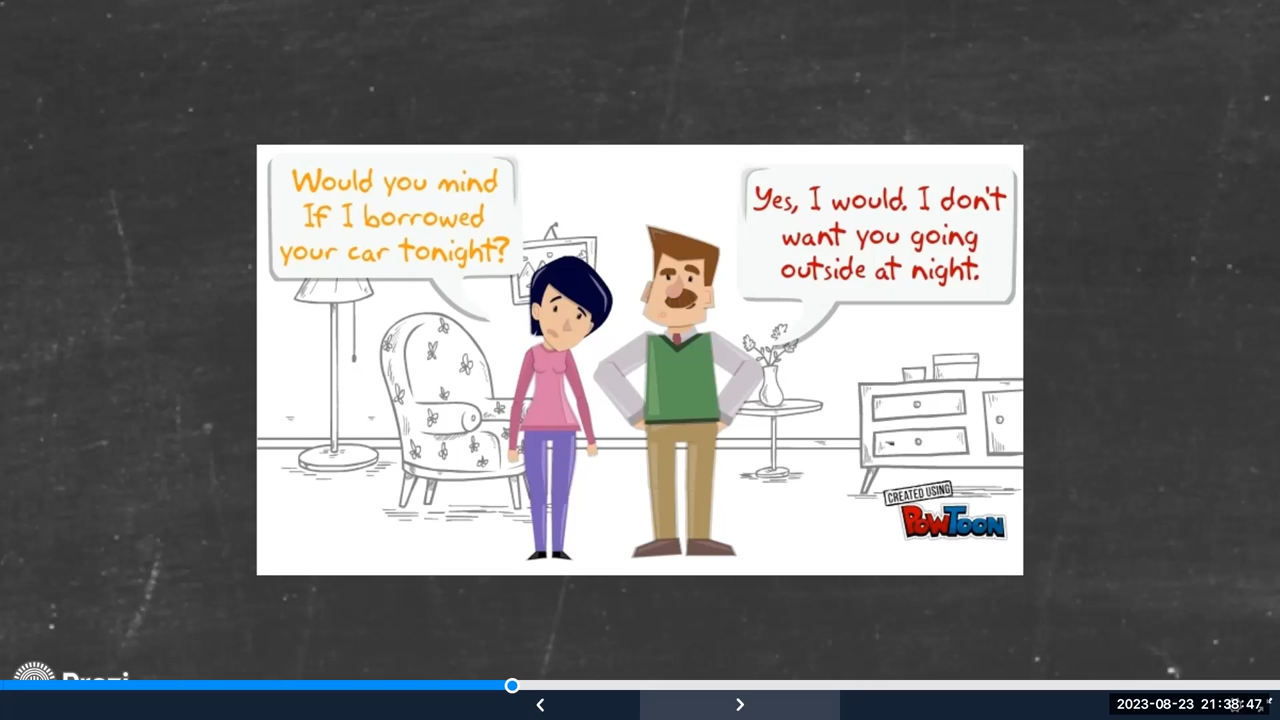 Would you mind
If I borrowed
your car tonight?
Yes, I would. I don't
want you going
outside at night.
CREATED USING
POWTOON
Prezi
2023-08-23 21:38:47